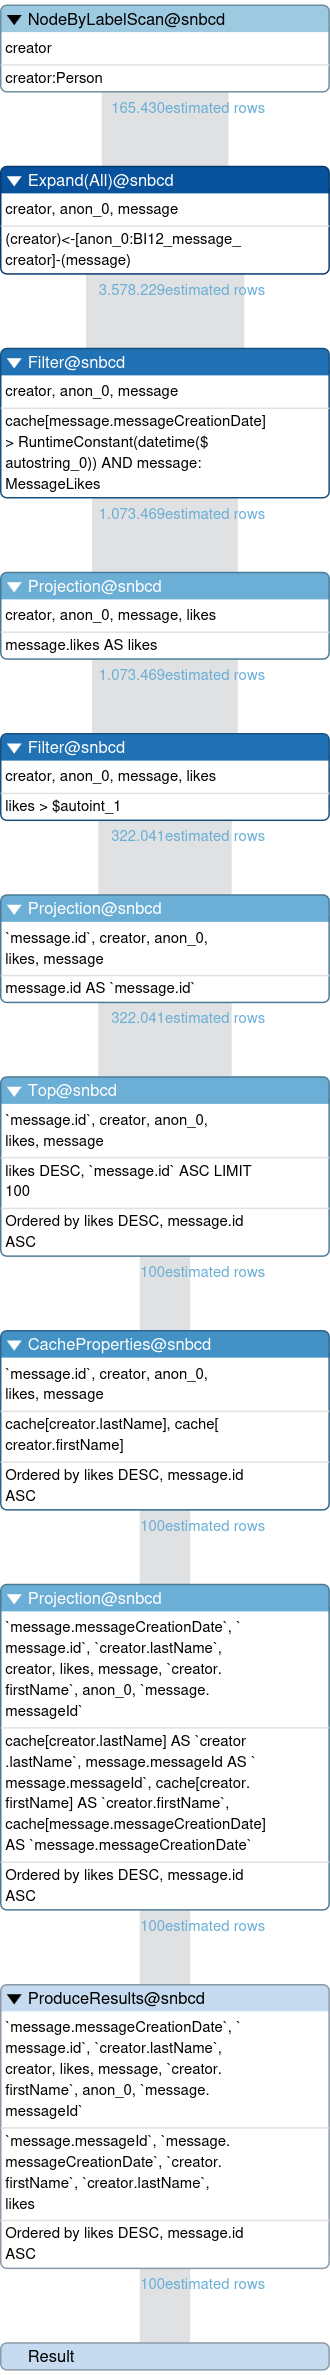 NodeByLabelScan@snbcd
creator
creator:Person
165.430estimated rows
Expand(All)@snbcd
creator, anon_0, message
(creator)<-[anon_0:BI12_message_
creator]-(message)
3.578.229estimated rows
Filter@snbcd
creator, anon_0, message
cache[message.messageCreationDate]
> RuntimeConstant(datetime($
autostring_0)) AND message:
MessageLikes
1.073.469estimated rows
Projection@snbcd
creator, anon_0, message, likes
message.likes AS likes
1.073.469estimated rows
Filter@snbcd
creator, anon_0, message, likes
likes > $autoint_1
322.041estimated rows
Projection@snbcd
`message.id`, creator, anon_0,
likes, message
message.id AS `message.id`
322.041estimated rows
Top@snbcd
`message.id`, creator, anon_0,
likes, message
likes DESC, `message.id` ASC LIMIT
100
Ordered by likes DESC, message.id
ASC
100estimated rows
CacheProperties@snbcd
`message.id`, creator, anon_0,
likes, message
cache[creator.lastName], cache[
creator.firstName]
Ordered by likes DESC, message.id
ASC
100estimated rows
Projection@snbcd
`message.messageCreationDate`, `
message.id`, `creator.lastName`,
creator, likes, message, `creator.
firstName`, anon_0, `message.
messageId`
cache[creator.lastName] AS `creator
.lastName`, message.messageId AS `
message.messageId`, cache[creator.
firstName] AS `creator.firstName`,
cache[message.messageCreationDate]
AS `message.messageCreationDate`
Ordered by likes DESC, message.id
ASC
100estimated rows
ProduceResults@snbcd
`message.messageCreationDate`, `
message.id`, `creator.lastName`,
creator, likes, message, `creator.
firstName`, anon_0, `message.
messageId`
`message.messageId`, `message.
messageCreationDate`, `creator.
firstName`, `creator.lastName`,
likes
Ordered by likes DESC, message.id
ASC
100estimated rows
Result